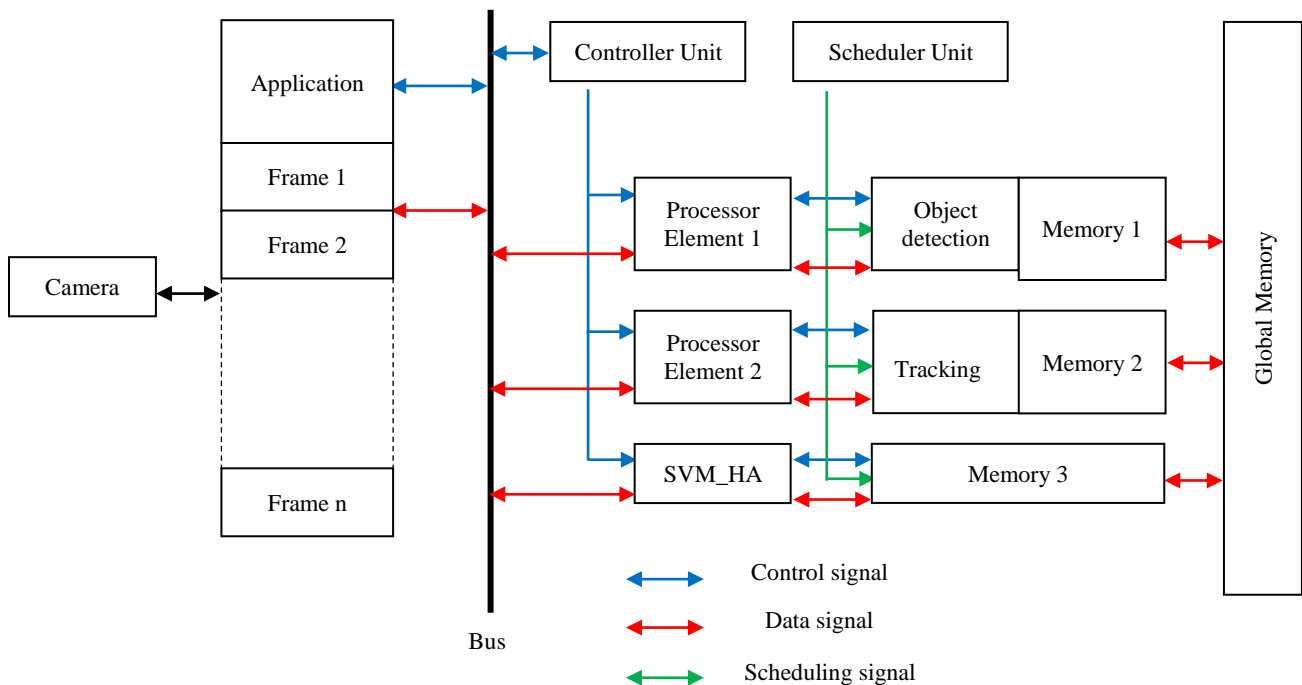 Controller Unit
Scheduler Unit
Application
Frame 1
Processor
Element 1
Object
detection
Memory 1
Frame 2
Camera
Global Memory
Processor
Element 2
Tracking
Memory 2
Frame n
SVM_HA
Memory 3
Control signal
Data signal
Bus
Scheduling signal